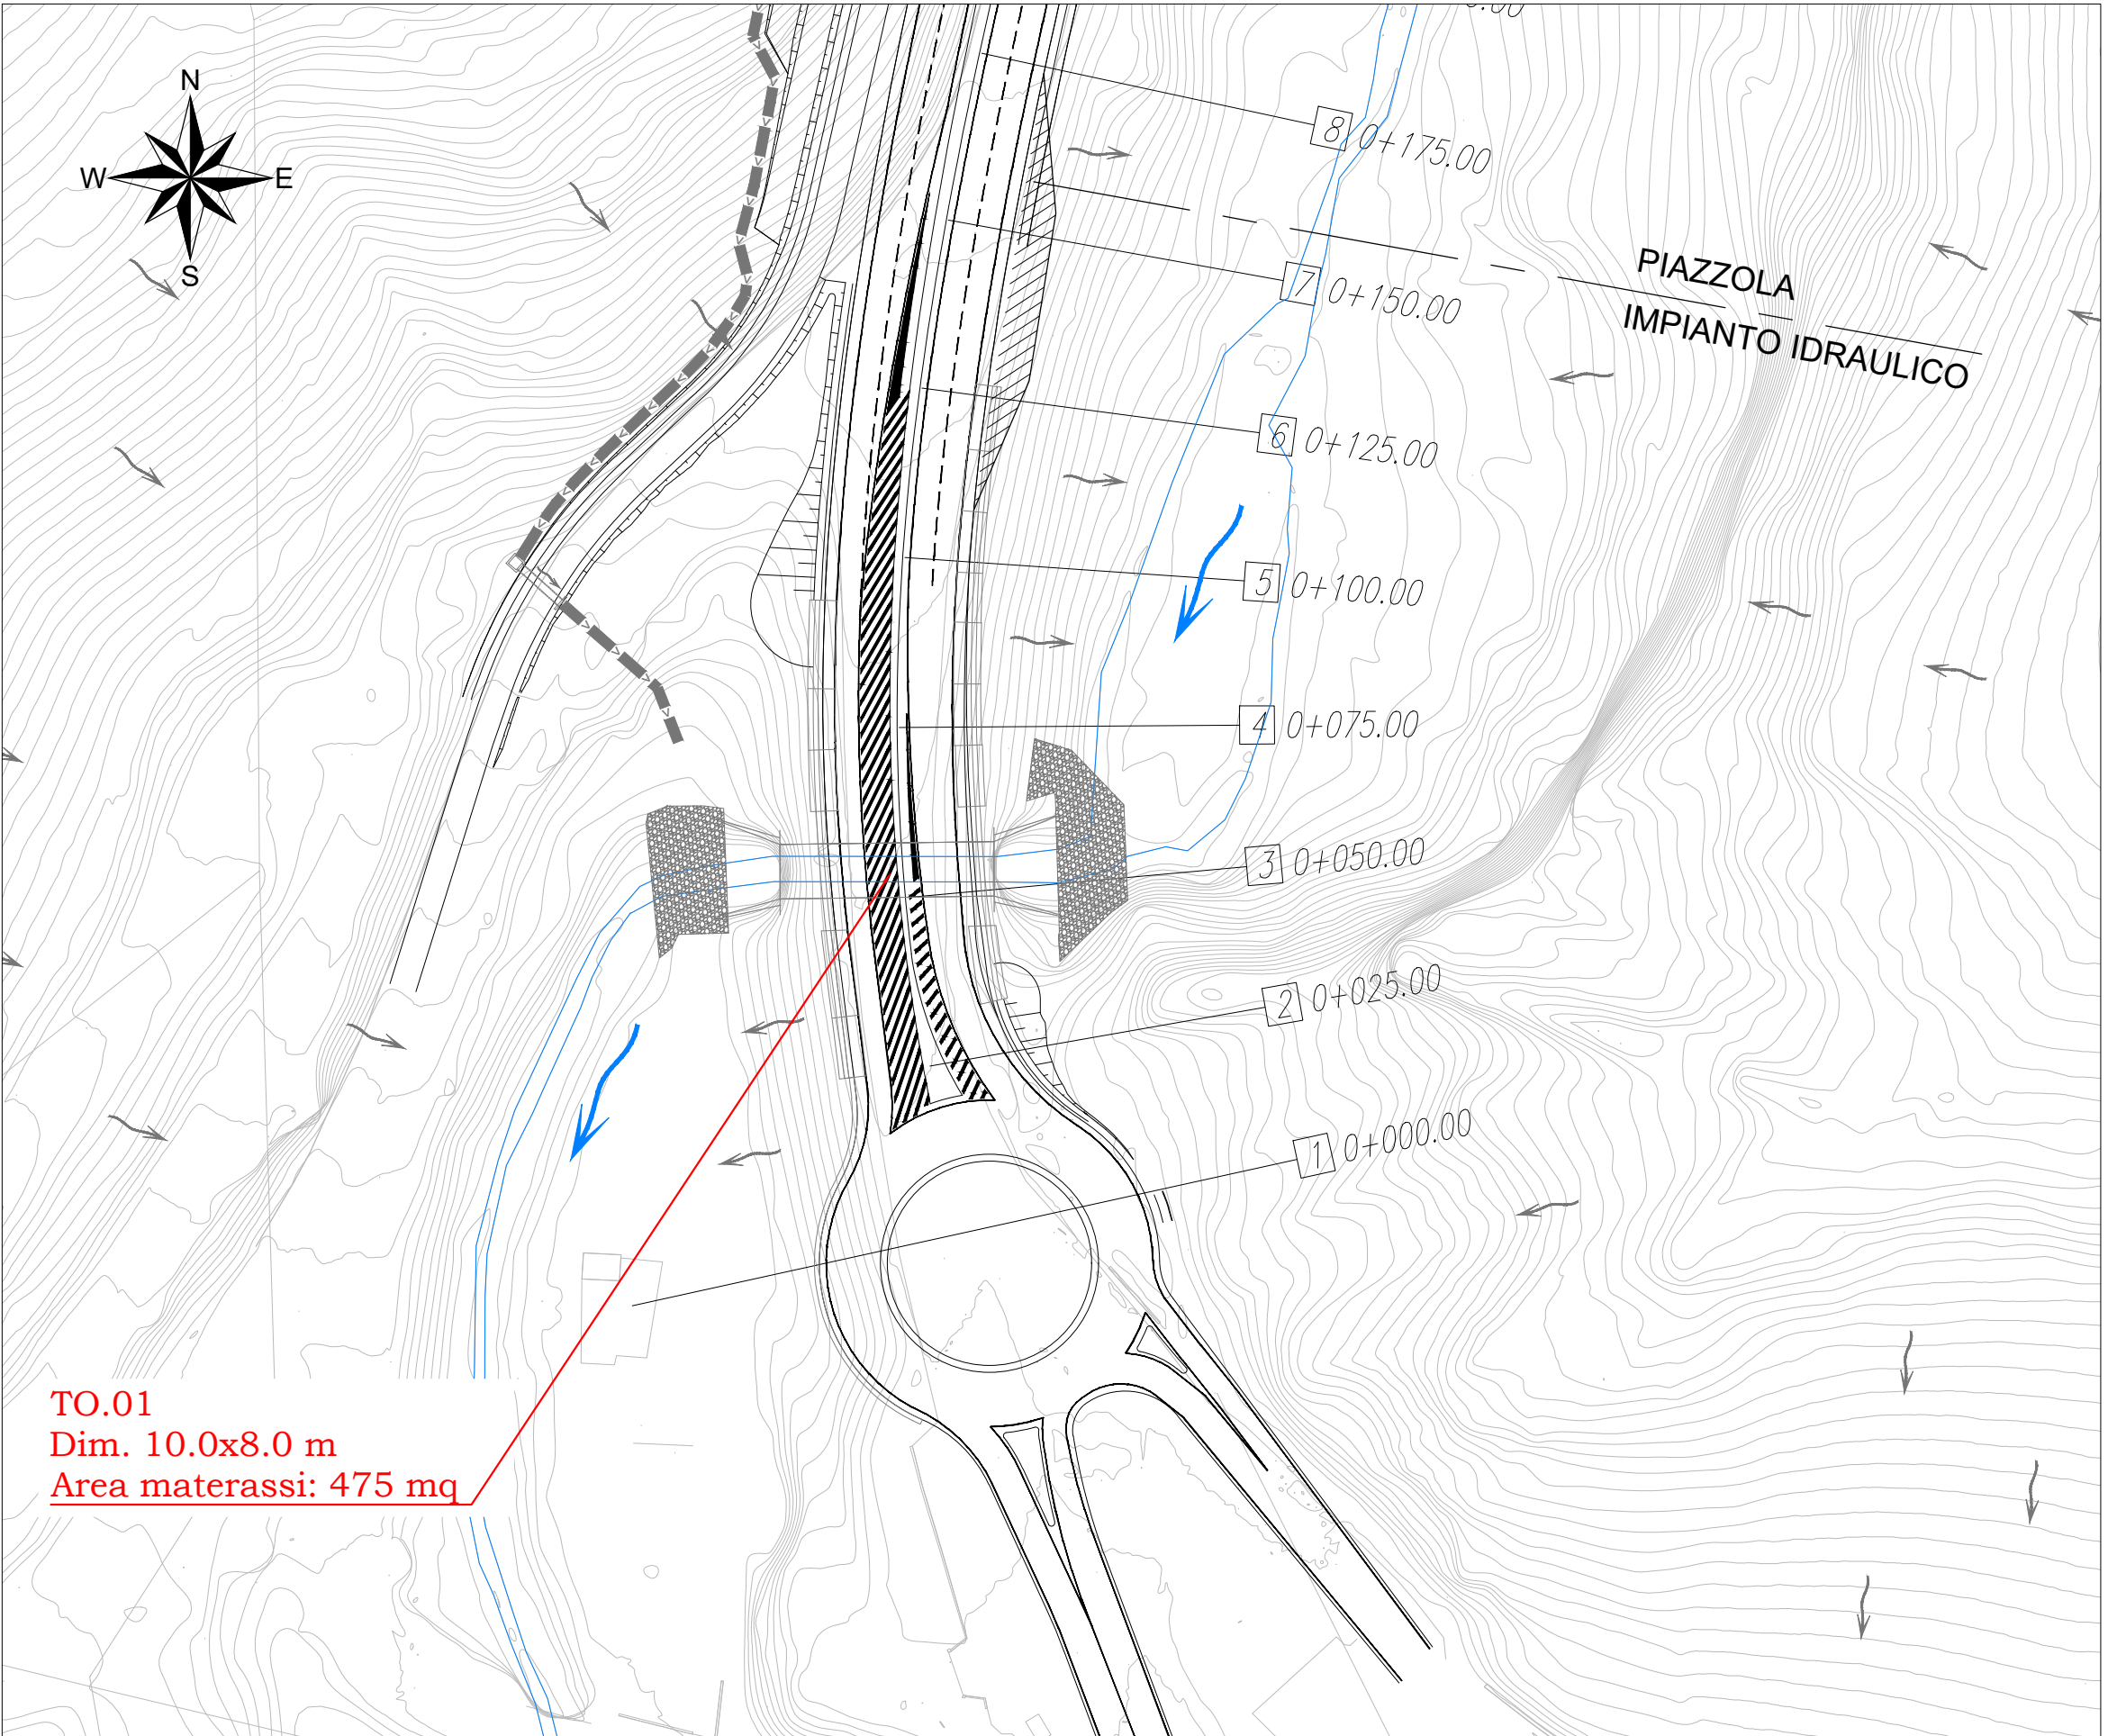 N
W E
S
8 0+175.00
7 0+150.00
PIAZZOLA
IMPIANTO IDRAULICO
6 0+125.00
5 0+100.00
4 0+075.00
3 0+050.00
2 0+025.00
1 0+000.00
TO.01
Dim. 10.0x8.0 m
Area materassi: 475 mq